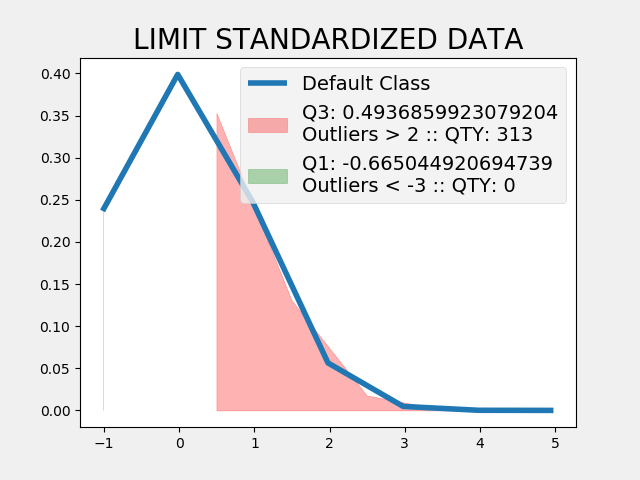 LIMIT STANDARDIZED DATA
Default Class
Q3: 0.4936859923079204
Outliers > 2 :: QTY: 313
Q1: -0.665044920694739
Outliers < -3 :: QTY: 0
0.40
0.35
0.30
0.25
0.20
0.15
0.10
0.05
0.00
−1 0 1 2 3 4 5